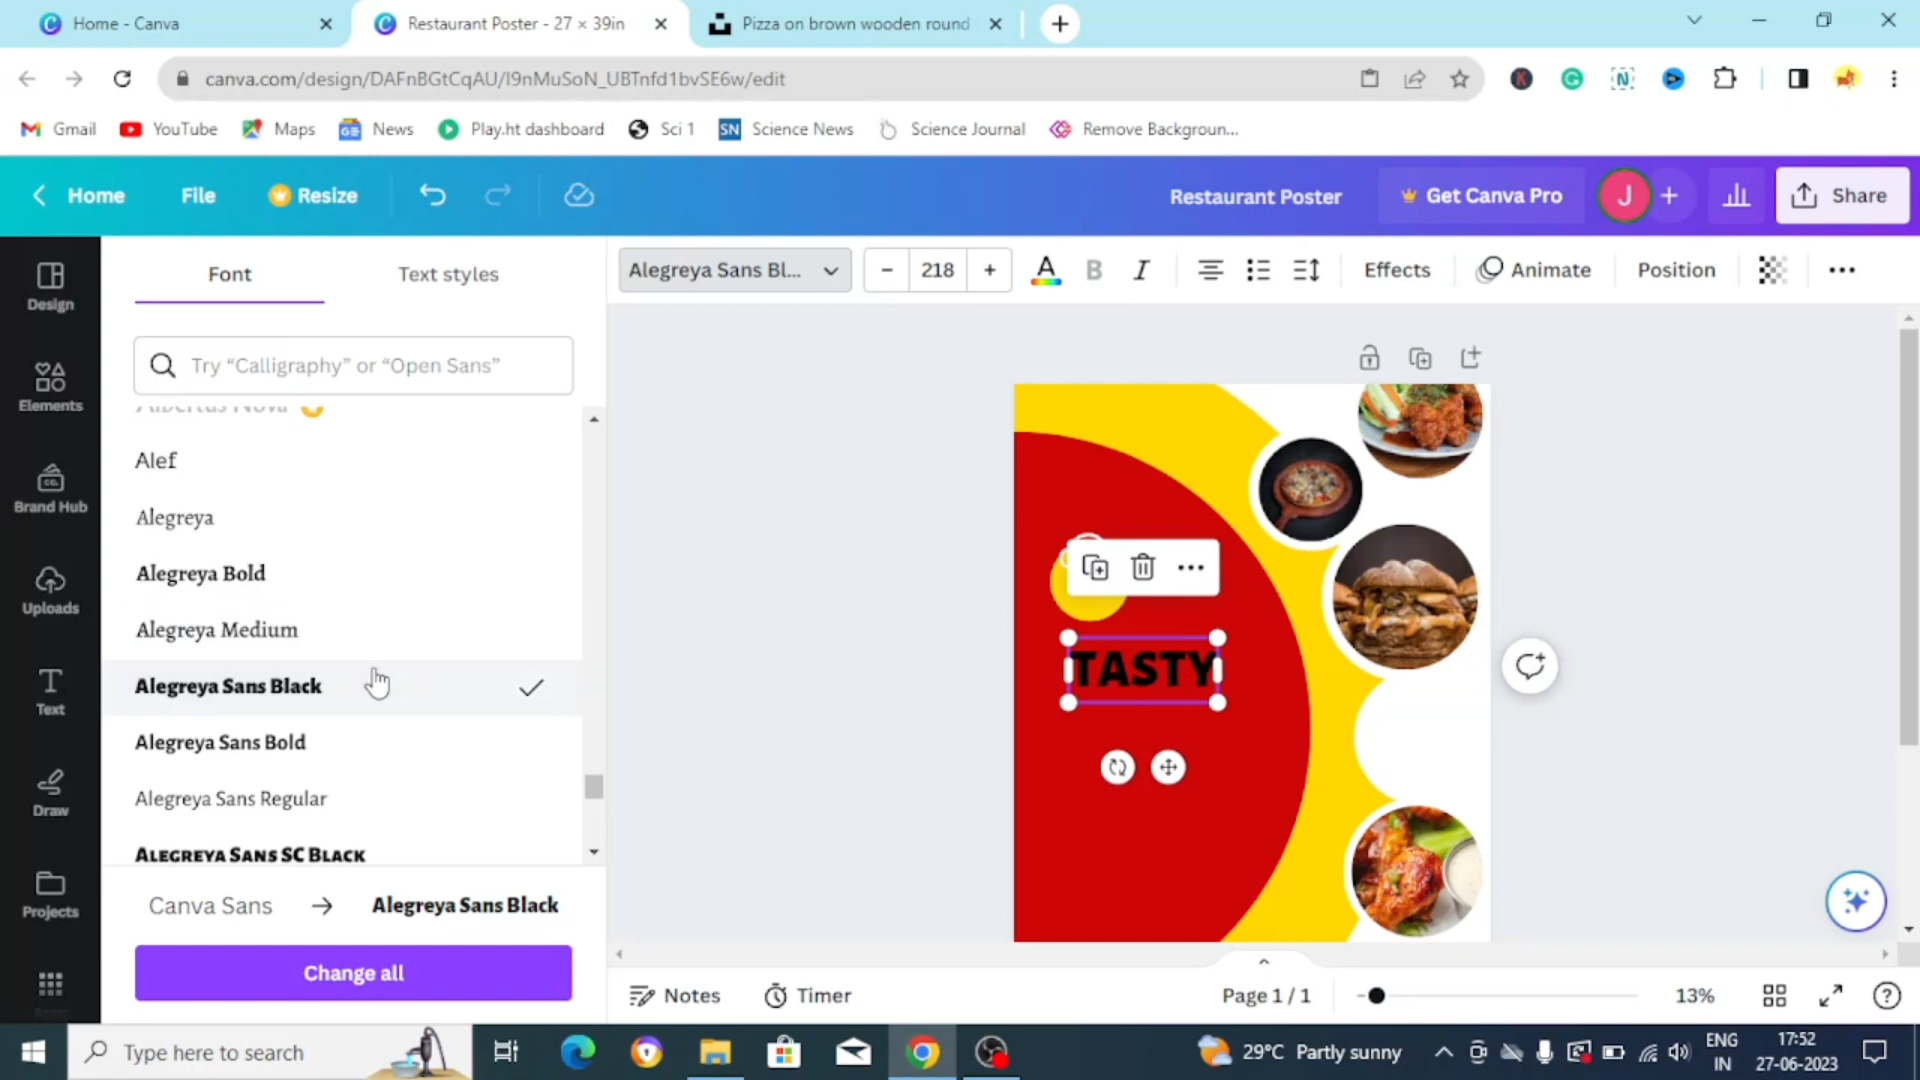 Home - Canva
Restaurant Poster - 27 × 39in
Pizza on brown wooden round
canva.com/design/DAFnBGtCqAU/I9nMuSoN_UBTnfd1bvSE6w/edit
Gmail
YouTube
Maps
News
Play.ht dashboard
Sci 1
SN Science News
Science Journal
Remove Backgroun...
Home
File
Resize
Restaurant Poster
Get Canva Pro
J
Share
Design
Elements
Brand Hub
Uploads
Text
Draw
Projects
Font
Text styles
Try “Calligraphy” or “Open Sans”
Albertus Nova
Alef
Alegreya
Alegreya Bold
Alegreya Medium
Alegreya Sans Black
Alegreya Sans Bold
Alegreya Sans Regular
Alegreya Sans SC Black
Canva Sans → Alegreya Sans Black
Change all
Alegreya Sans Bl...
218
A
B
I
Effects
Animate
Position
TASTY
Notes
Timer
Page 1 / 1
13%
Type here to search
29°C Partly sunny
ENG
IN
17:52
27-06-2023